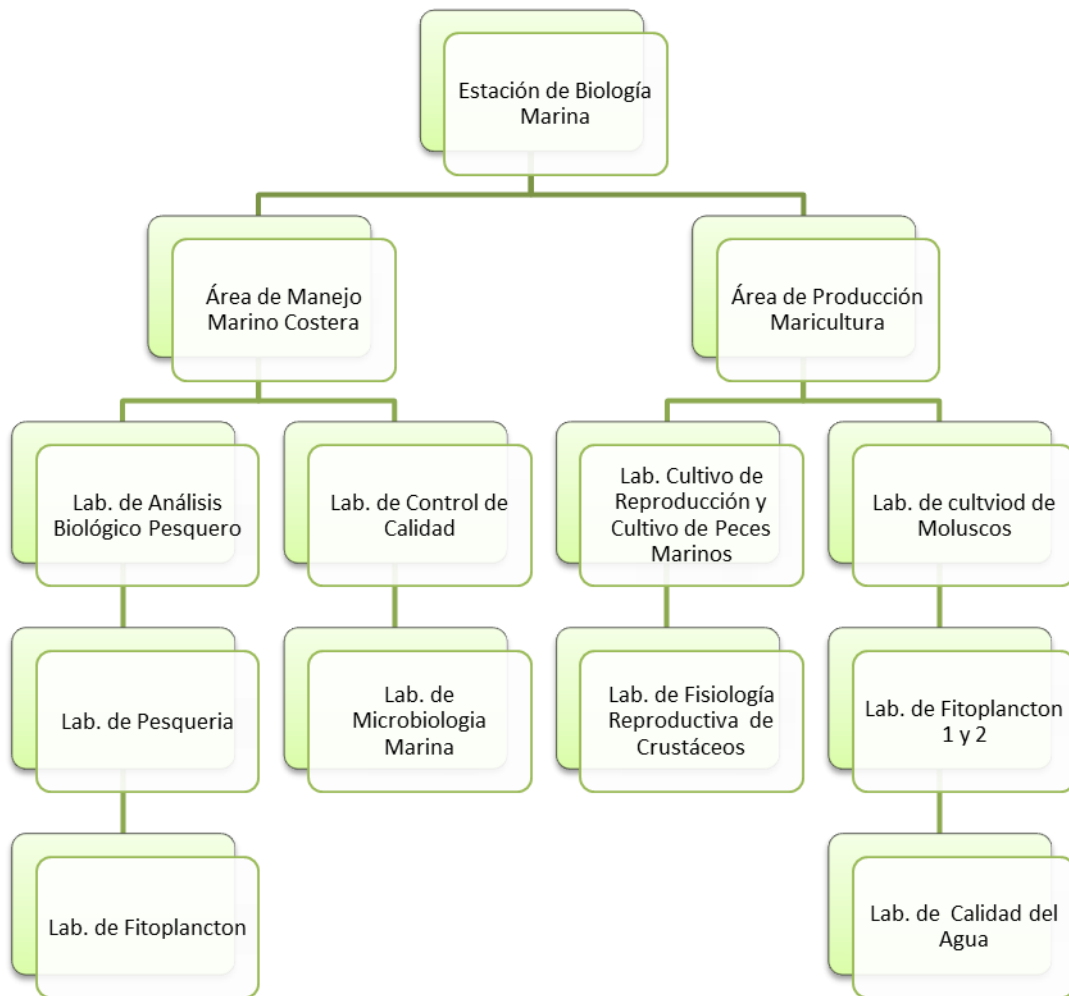 Estación de Biología
Marina
Área de Manejo
Marino Costera
Área de Producción
Maricultura
Lab. de Análisis
Biológico Pesquero
Lab. de Control de
Calidad
Lab. Cultivo de
Reproducción y
Cultivo de Peces
Marinos
Lab. de cultviod de
Moluscos
Lab. de Pesqueria
Lab. de
Microbiologia
Marina
Lab. de Fisiología
Reproductiva de
Crustáceos
Lab. de Fitoplancton
1 y 2
Lab. de Fitoplancton
Lab. de Calidad del
Agua